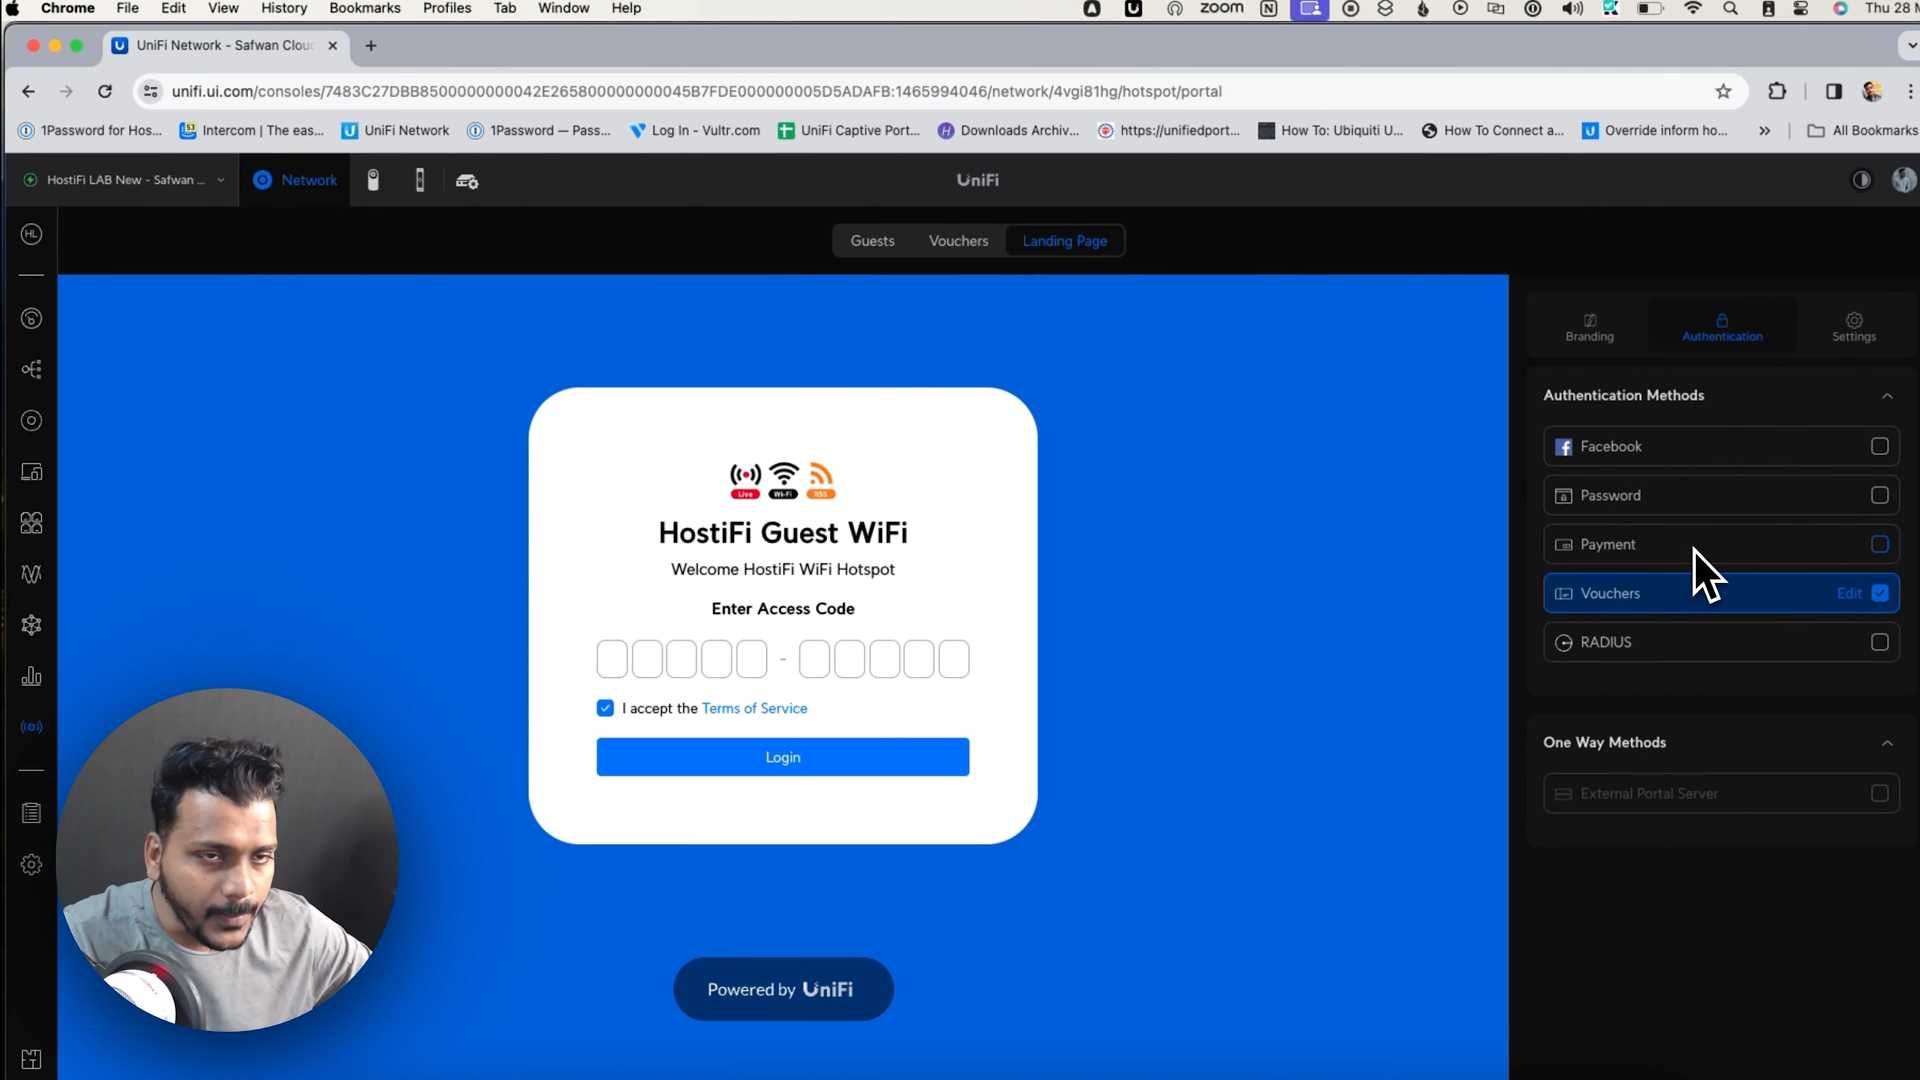 Chrome File Edit View History Bookmarks Profiles Tab Window Help zoom Thu 28
UniFi Network - Safwan Clou
unifi.ui.com/consoles/7483C27DBB8500000000042E265800000000045B7FDE000000005D5ADAFB:1465994046/network/4vgi81hg/hotspot/portal
1Password for Hos... Intercom | The eas... UniFi Network 1Password — Pass... Log In - Vultr.com UniFi Captive Port... Downloads Archiv... https://unifiedport... How To: Ubiquiti U... How To Connect a... Override inform ho... » All Bookmarks
HostiFi LAB New - Safwan ... Network UniFi
HL
Guests Vouchers Landing Page
Branding Authentication Settings
Authentication Methods
Facebook
Password
Payment
Vouchers Edit
RADIUS
One Way Methods
External Portal Server
Live Wi-Fi RSS
HostiFi Guest WiFi
Welcome HostiFi WiFi Hotspot
Enter Access Code
-
I accept the Terms of Service
Login
Powered by UniFi